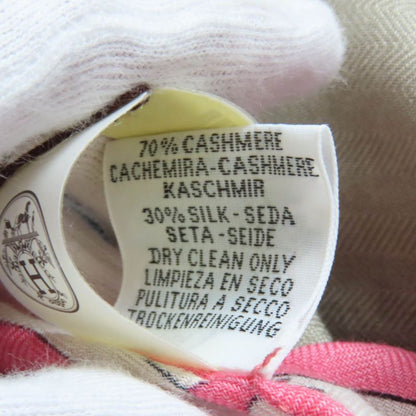 70% CASHMERE
CACHEMIRA-CASHMERE
KASCHMIR
30% SILK - SEDA
SETA - SEIDE
DRY CLEAN ONLY
LIMPIEZA EN SECO
PULITURA A SECCO
TROCKENREINIGUNG
H